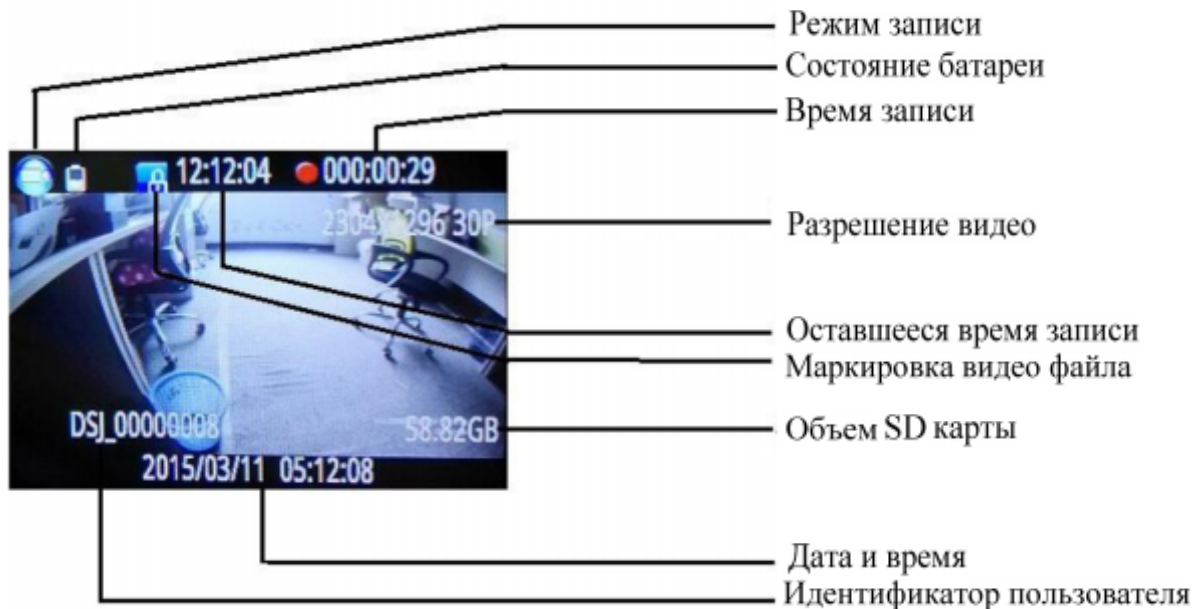 Режим записи
Состояние батареи
Время записи
12:12:04 000:00:29
2304x1296 30P
Разрешение видео
Оставшееся время записи
Маркировка видео файла
DSJ_00000008 58.82GB
Объем SD карты
2015/03/11 05:12:08
Дата и время
Идентификатор пользователя